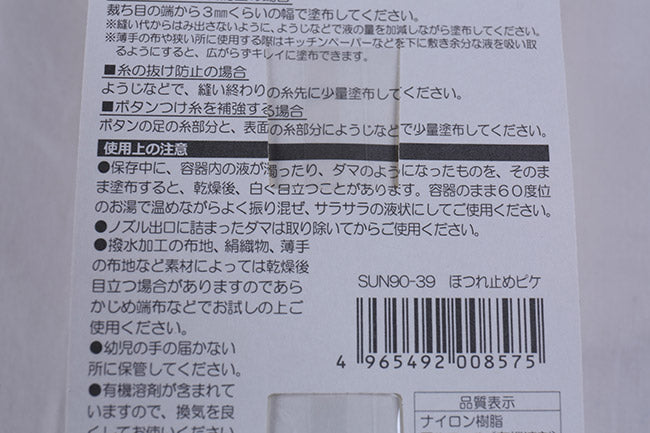 裁ち目の端から３㎜くらいの幅で塗布してください。
※縫い代からはみ出さないように、ようじなどで液の量を加減しながら塗布してください。
※薄手の布や狭い所に使用する際はキッチンペーパーなどを下に敷き余分な液を吸い取
るようにすると、広がらずキレイに塗布できます。
■糸の抜け防止の場合
ようじなどで、縫い終わりの糸先に少量塗布してください。
■ボタンつけ糸を補強する場合
ボタンの足の糸部分と、表面の糸部分にようじなどで少量塗布してください。
使用上の注意
●保存中に、容器内の液が濁ったり、ダマのようになったものを、そのま
ま塗布すると、乾燥後、白く目立つことがあります。容器のまま６０度位
のお湯で温めながらよく振り混ぜ、サラサラの液状にしてご使用ください。
●ノズル出口に詰まったダマは取り除いてからご使用ください。
●撥水加工の布地、絹織物、薄手
の布地など素材によっては乾燥後
目立つ場合がありますのであら
かじめ端布などでお試しの上ご
使用ください。
●幼児の手の届かない
所に保管してください。
●有機溶剤が含まれて
いますので、換気を良
くしてお使いください
SUN90-39 ほつれ止めピケ
4 965492 008575
品質表示
ナイロン樹脂